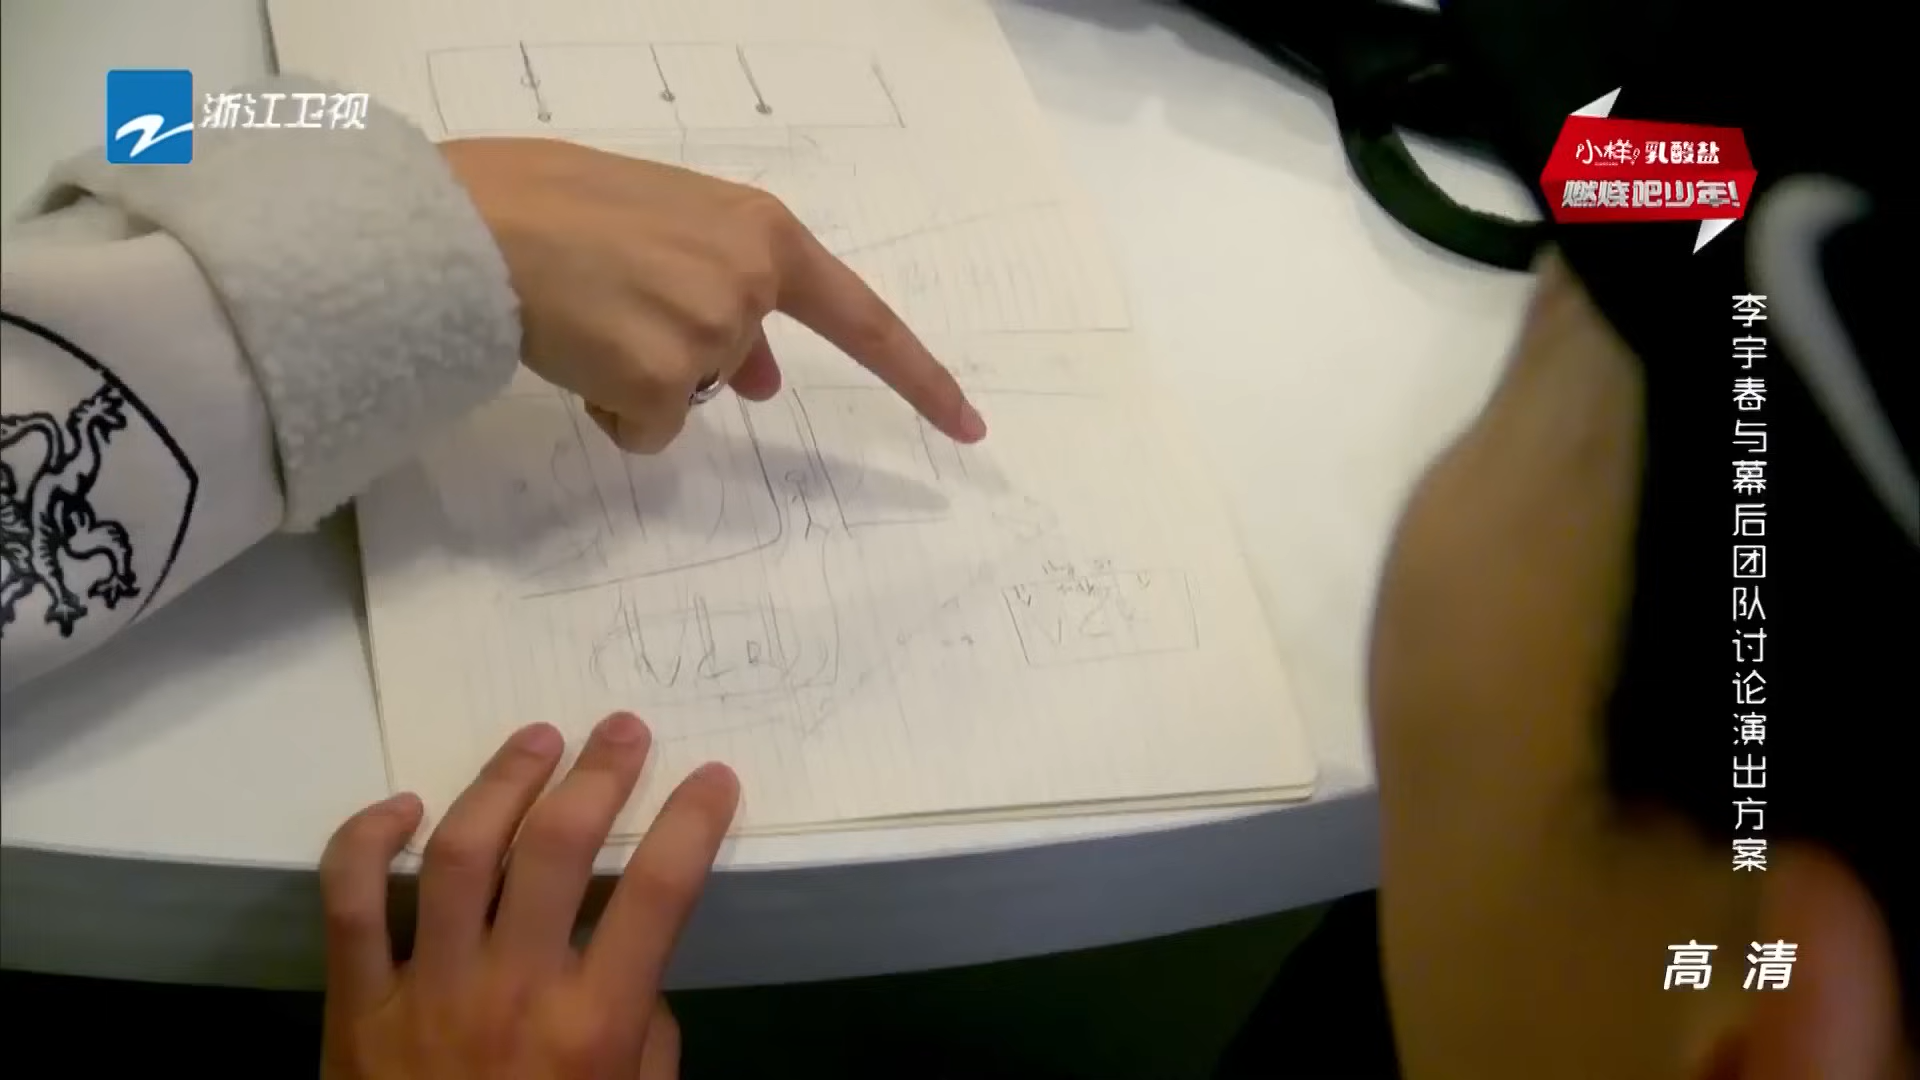 浙江卫视
小样 乳酸盐
燃烧吧少年!
李宇春与幕后团队讨论演出方案
高清